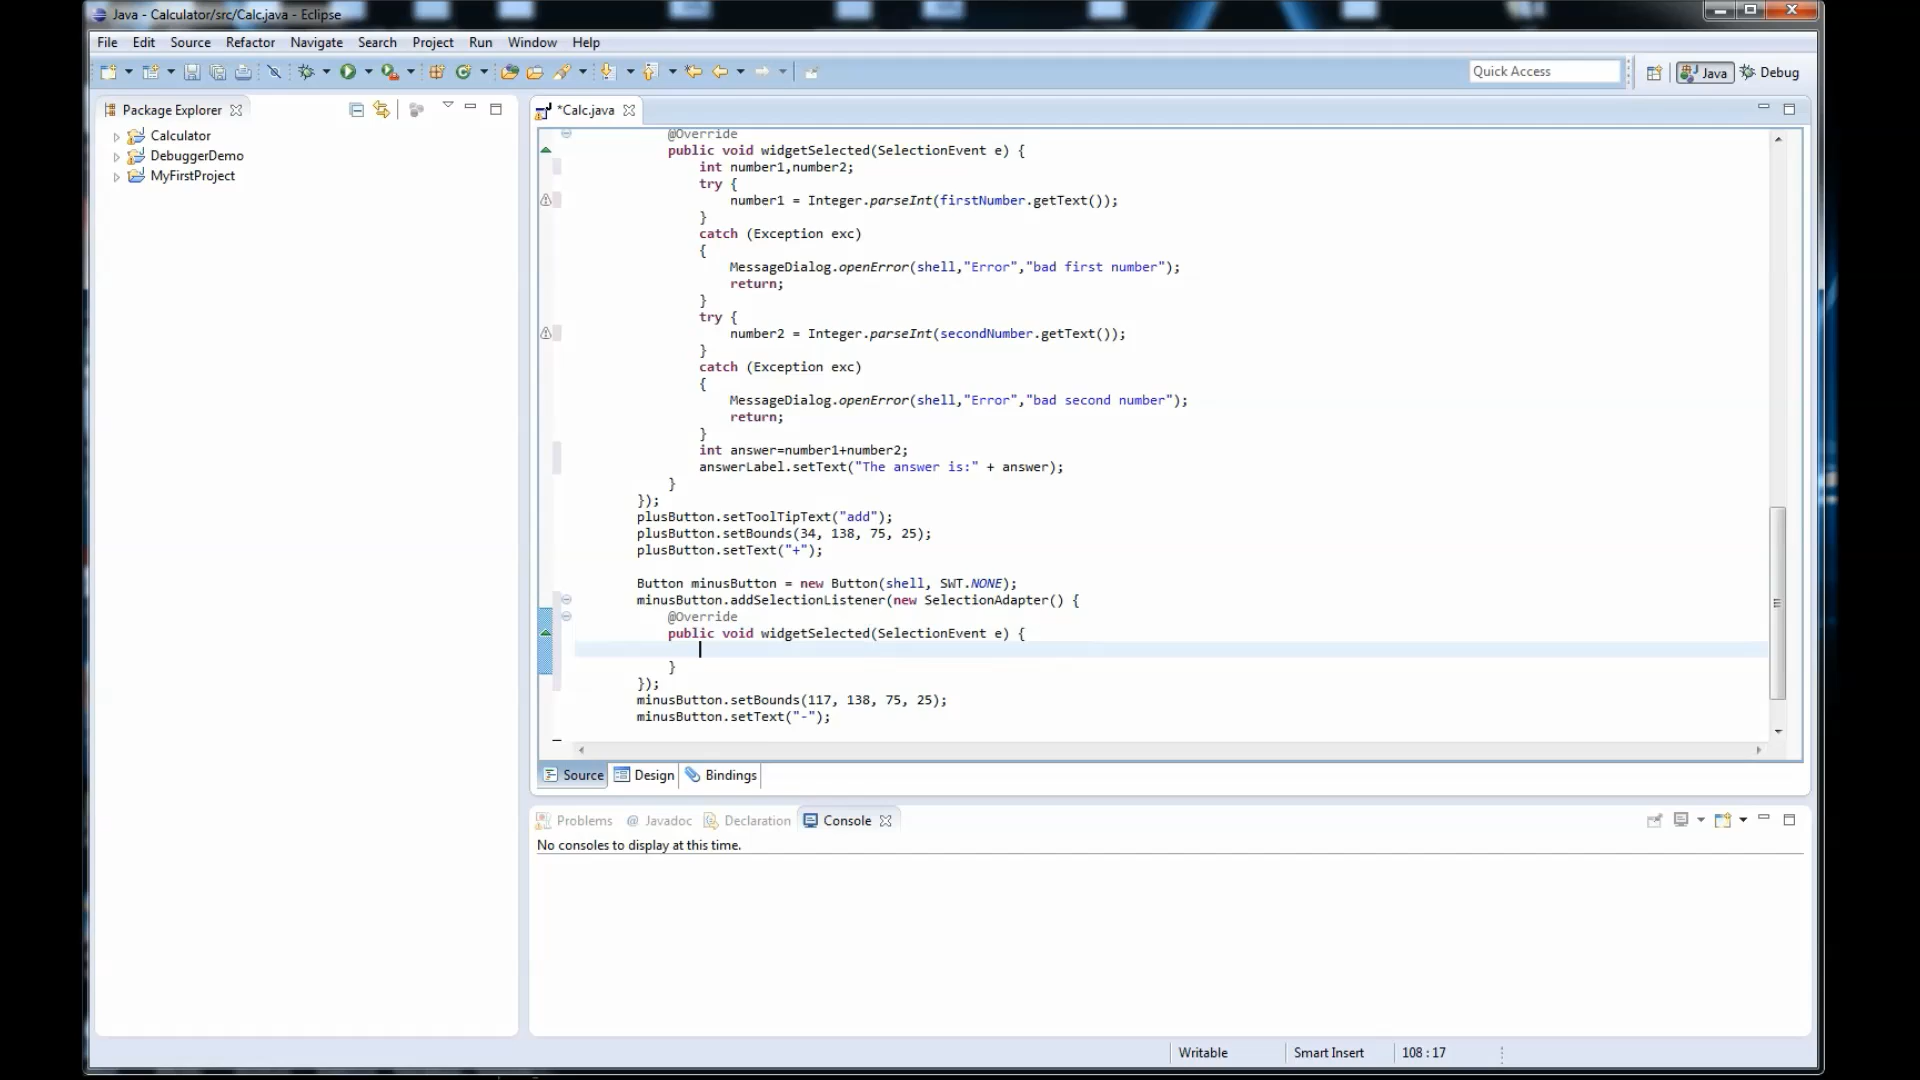 Java - Calculator/src/Calc.java - Eclipse
File Edit Source Refactor Navigate Search Project Run Window Help
Quick Access Java Debug
Package Explorer
Calculator
DebuggerDemo
MyFirstProject
*Calc.java
@Override
public void widgetSelected(SelectionEvent e) {
int number1,number2;
try {
number1 = Integer.parseInt(firstNumber.getText());
}
catch (Exception exc)
{
MessageDialog.openError(shell,"Error","bad first number");
return;
}
try {
number2 = Integer.parseInt(secondNumber.getText());
}
catch (Exception exc)
{
MessageDialog.openError(shell,"Error","bad second number");
return;
}
int answer=number1+number2;
answerLabel.setText("The answer is:" + answer);
}
});
plusButton.setToolTipText("add");
plusButton.setBounds(34, 138, 75, 25);
plusButton.setText("+");
Button minusButton = new Button(shell, SWT.NONE);
minusButton.addSelectionListener(new SelectionAdapter() {
@Override
public void widgetSelected(SelectionEvent e) {
}
});
minusButton.setBounds(117, 138, 75, 25);
minusButton.setText("-");
Source Design Bindings
Problems @ Javadoc Declaration Console
No consoles to display at this time.
Writable Smart Insert 108 : 17